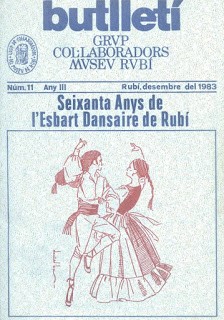 butlletí
GRVP
COL·LABORADORS
MVSEV RVBÍ
Núm. 11 Any III Rubí, desembre del 1983
Seixanta Anys de
l'Esbart Dansaire de Rubí